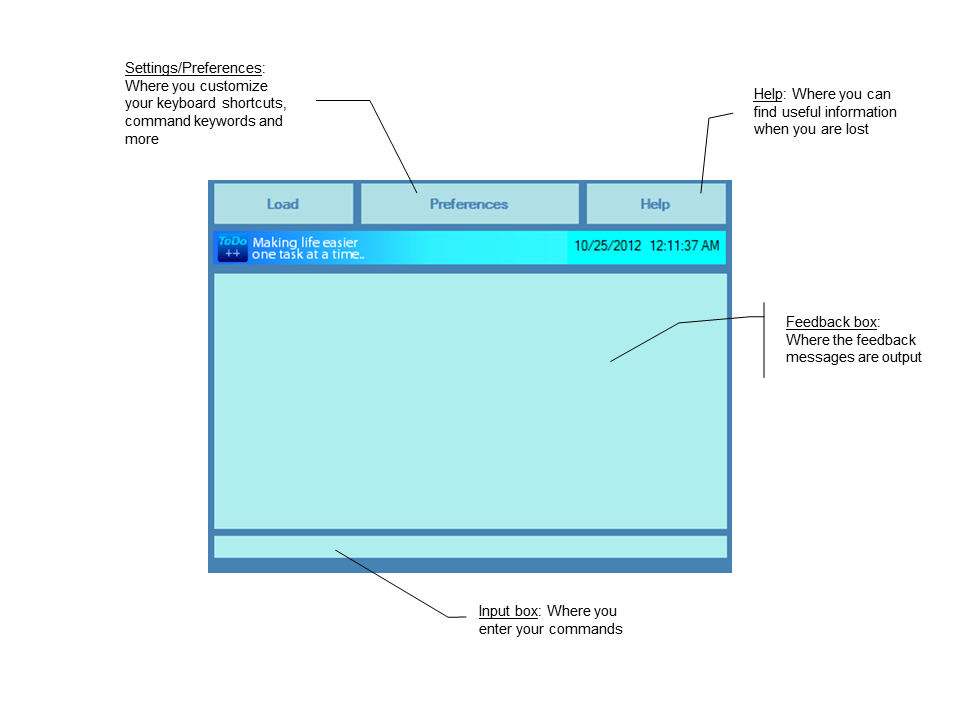 Settings/Preferences:
Where you customize
your keyboard shortcuts,
command keywords and
more
Help: Where you can
find useful information
when you are lost
Load
Preferences
Help
ToDo
++
Making life easier
one task at a time..
10/25/2012 12:11:37 AM
Feedback box:
Where the feedback
messages are output
Input box: Where you
enter your commands